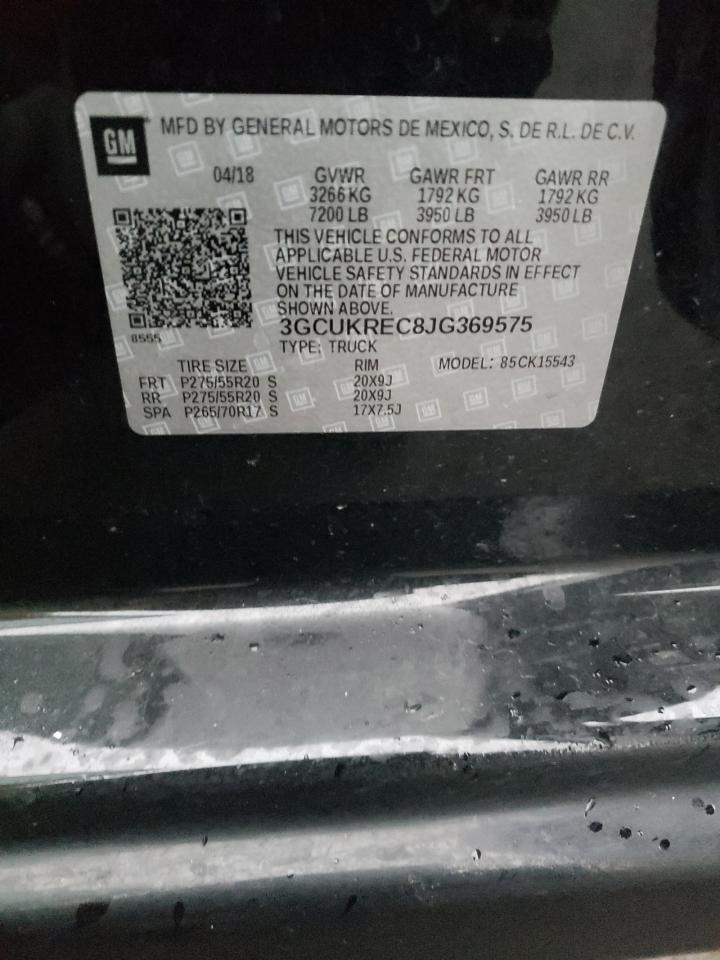 GM MFD BY GENERAL MOTORS DE MEXICO, S. DE R.L. DE C.V.
04/18 GVWR GAWR FRT GAWR RR
3266 KG 1792 KG 1792 KG
7200 LB 3950 LB 3950 LB
THIS VEHICLE CONFORMS TO ALL
APPLICABLE U.S. FEDERAL MOTOR
VEHICLE SAFETY STANDARDS IN EFFECT
ON THE DATE OF MANUFACTURE
SHOWN ABOVE.
3GCUKREC8JG369575
8555
TYPE: TRUCK
TIRE SIZE RIM MODEL: 85CK15543
FRT P275/55R20 S 20X9J
RR P275/55R20 S 20X9J
SPA P265/70R17 S 17X7.5J